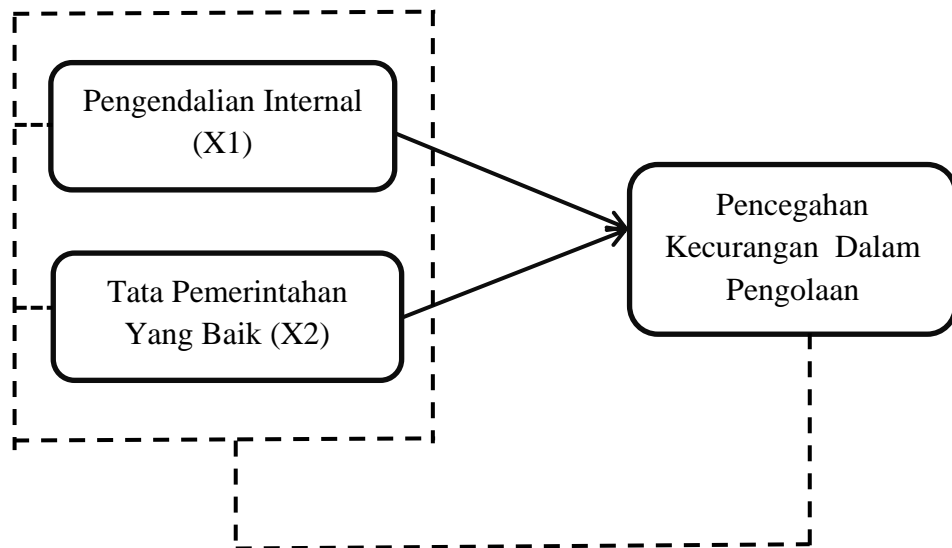 Pengendalian Internal
(X1)
Tata Pemerintahan
Yang Baik (X2)
Pencegahan
Kecurangan Dalam
Pengolaan